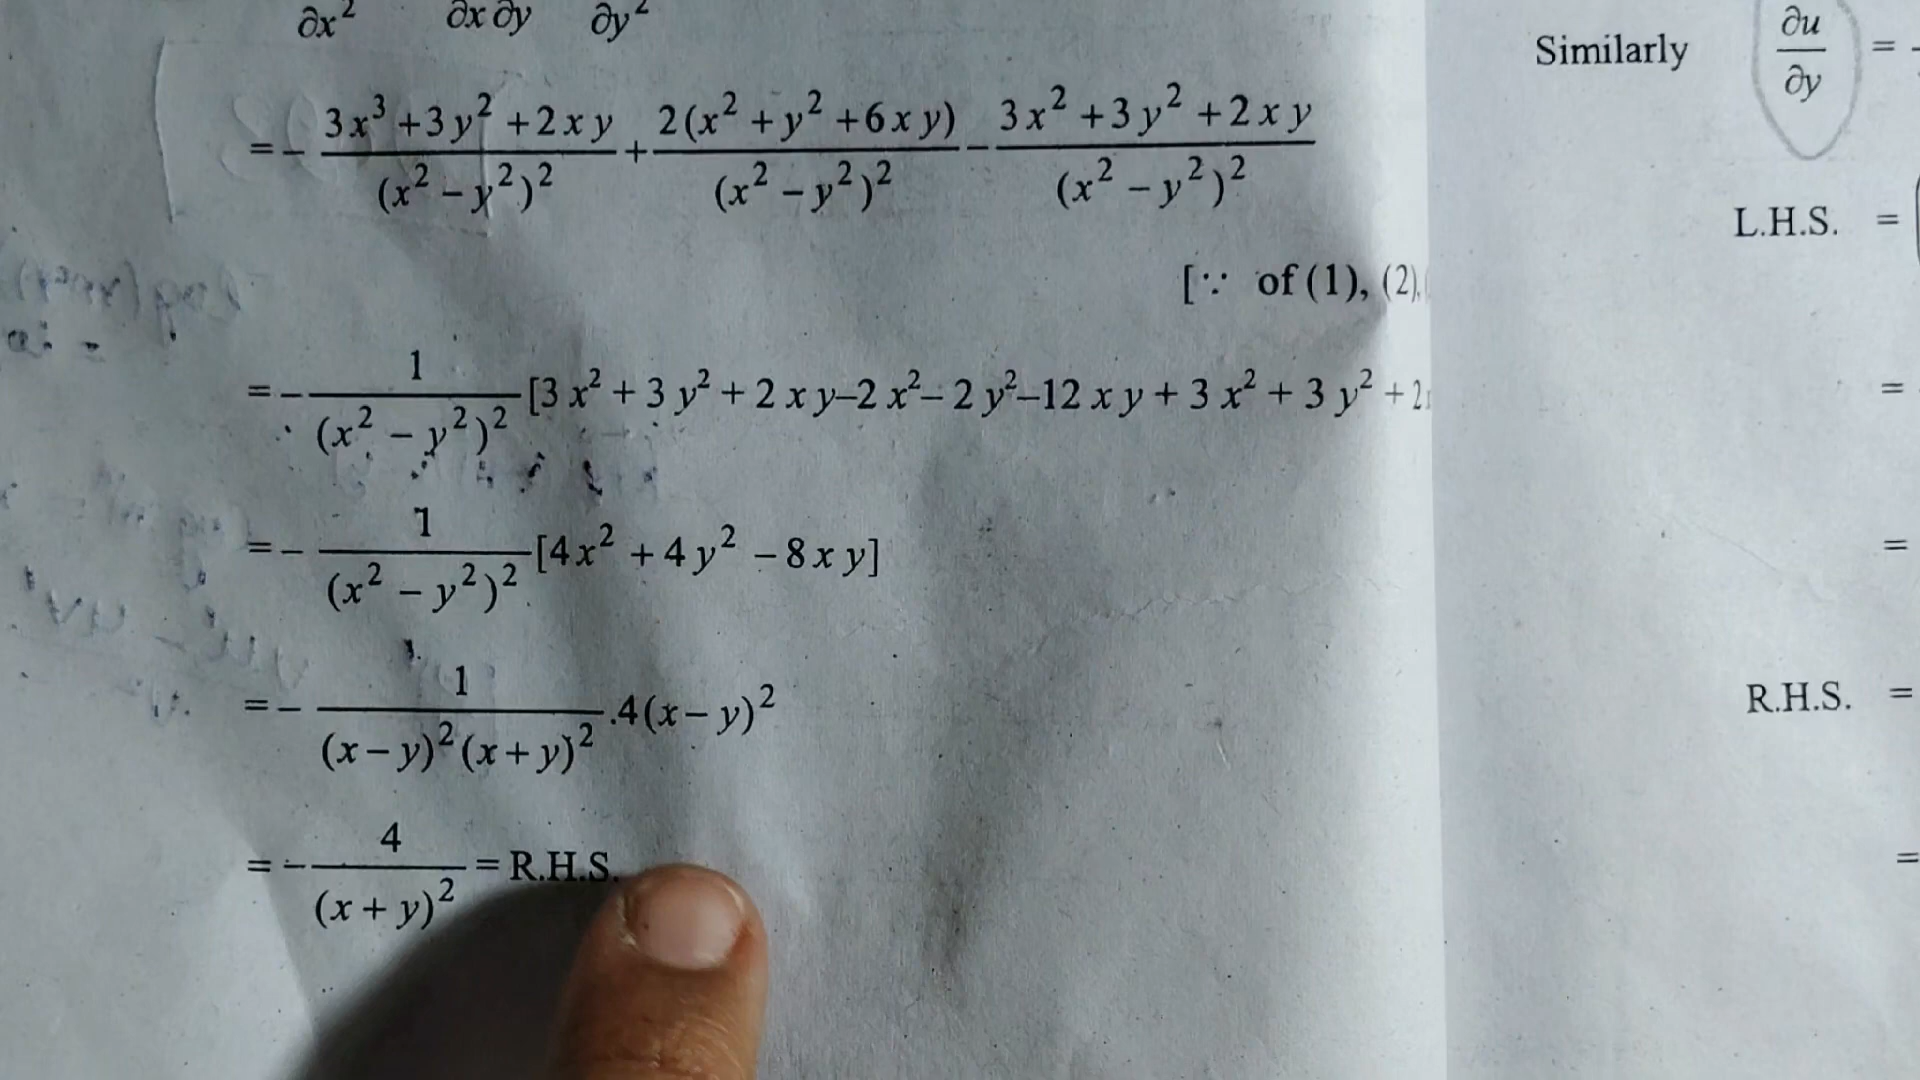 ∂x² ∂x ∂y ∂y²
= − (3x³ + 3y² + 2xy)/(x² − y²)² + 2(x² + y² + 6xy)/(x² − y²)² − (3x² + 3y² + 2xy)/(x² − y²)²
[∵ of (1), (2),
= − 1/(x² − y²)² [3x² + 3y² + 2xy−2x²− 2y²−12xy + 3x² + 3y² + 2
= − 1/(x² − y²)² [4x² + 4y² − 8xy]
= − 1/((x − y)²(x + y)²) .4(x − y)²
= − 4/(x + y)² = R.H.S.
Similarly ∂u/∂y =
L.H.S. =
=
=
R.H.S. =
=